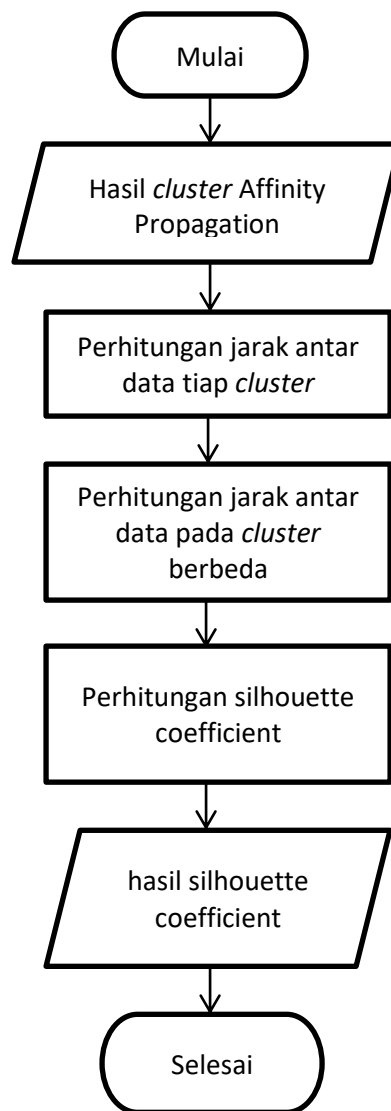 Mulai
Hasil cluster Affinity
Propagation
Perhitungan jarak antar
data tiap cluster
Perhitungan jarak antar
data pada cluster
berbeda
Perhitungan silhouette
coefficient
hasil silhouette
coefficient
Selesai